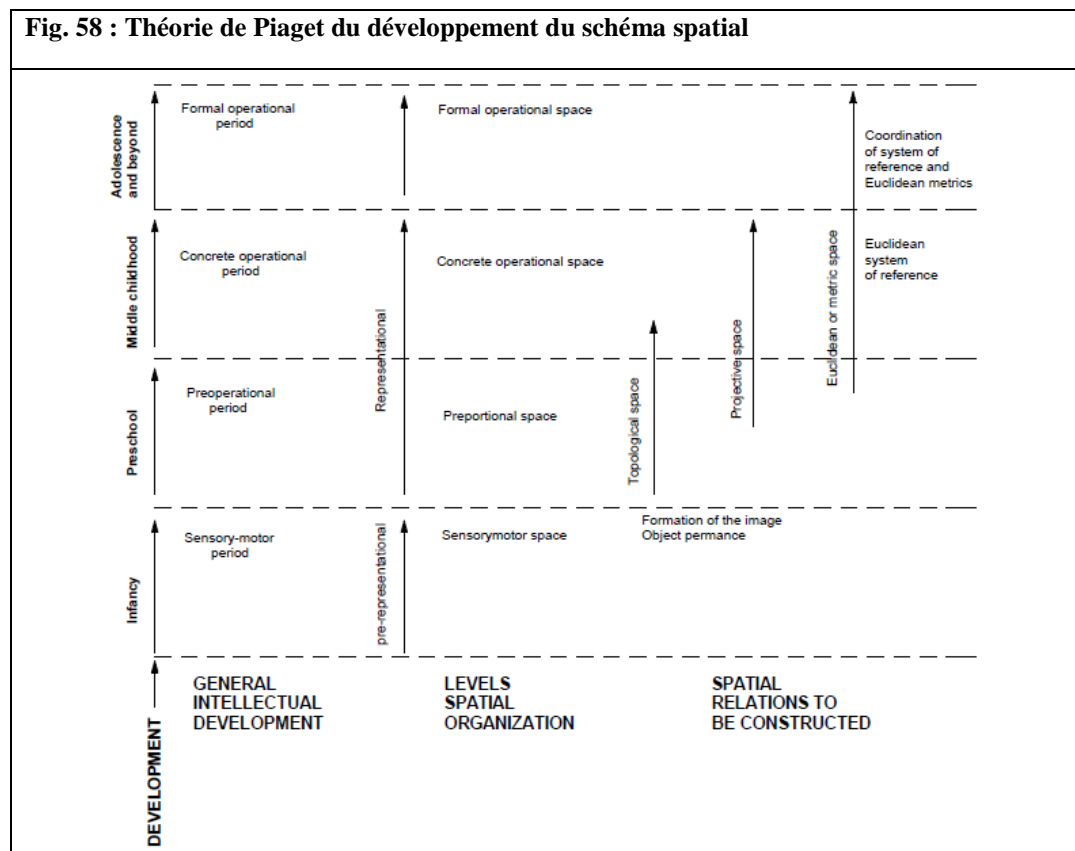 Fig. 58 : Théorie de Piaget du développement du schéma spatial
Adolescence
and beyond
Formal operational
period
Formal operational space
Coordination
of system of
reference and
Euclidean metrics
Middle childhood
Concrete operational
period
Representational
Concrete operational space
Projective space
Euclidean or metric space
Euclidean
system
of reference
Preschool
Preoperational
period
Preportional space
Topological space
Infancy
Sensory-motor
period
pre-representational
Sensorymotor space
Formation of the image
Object permance
DEVELOPMENT
GENERAL
INTELLECTUAL
DEVELOPMENT
LEVELS
SPATIAL
ORGANIZATION
SPATIAL
RELATIONS TO
BE CONSTRUCTED